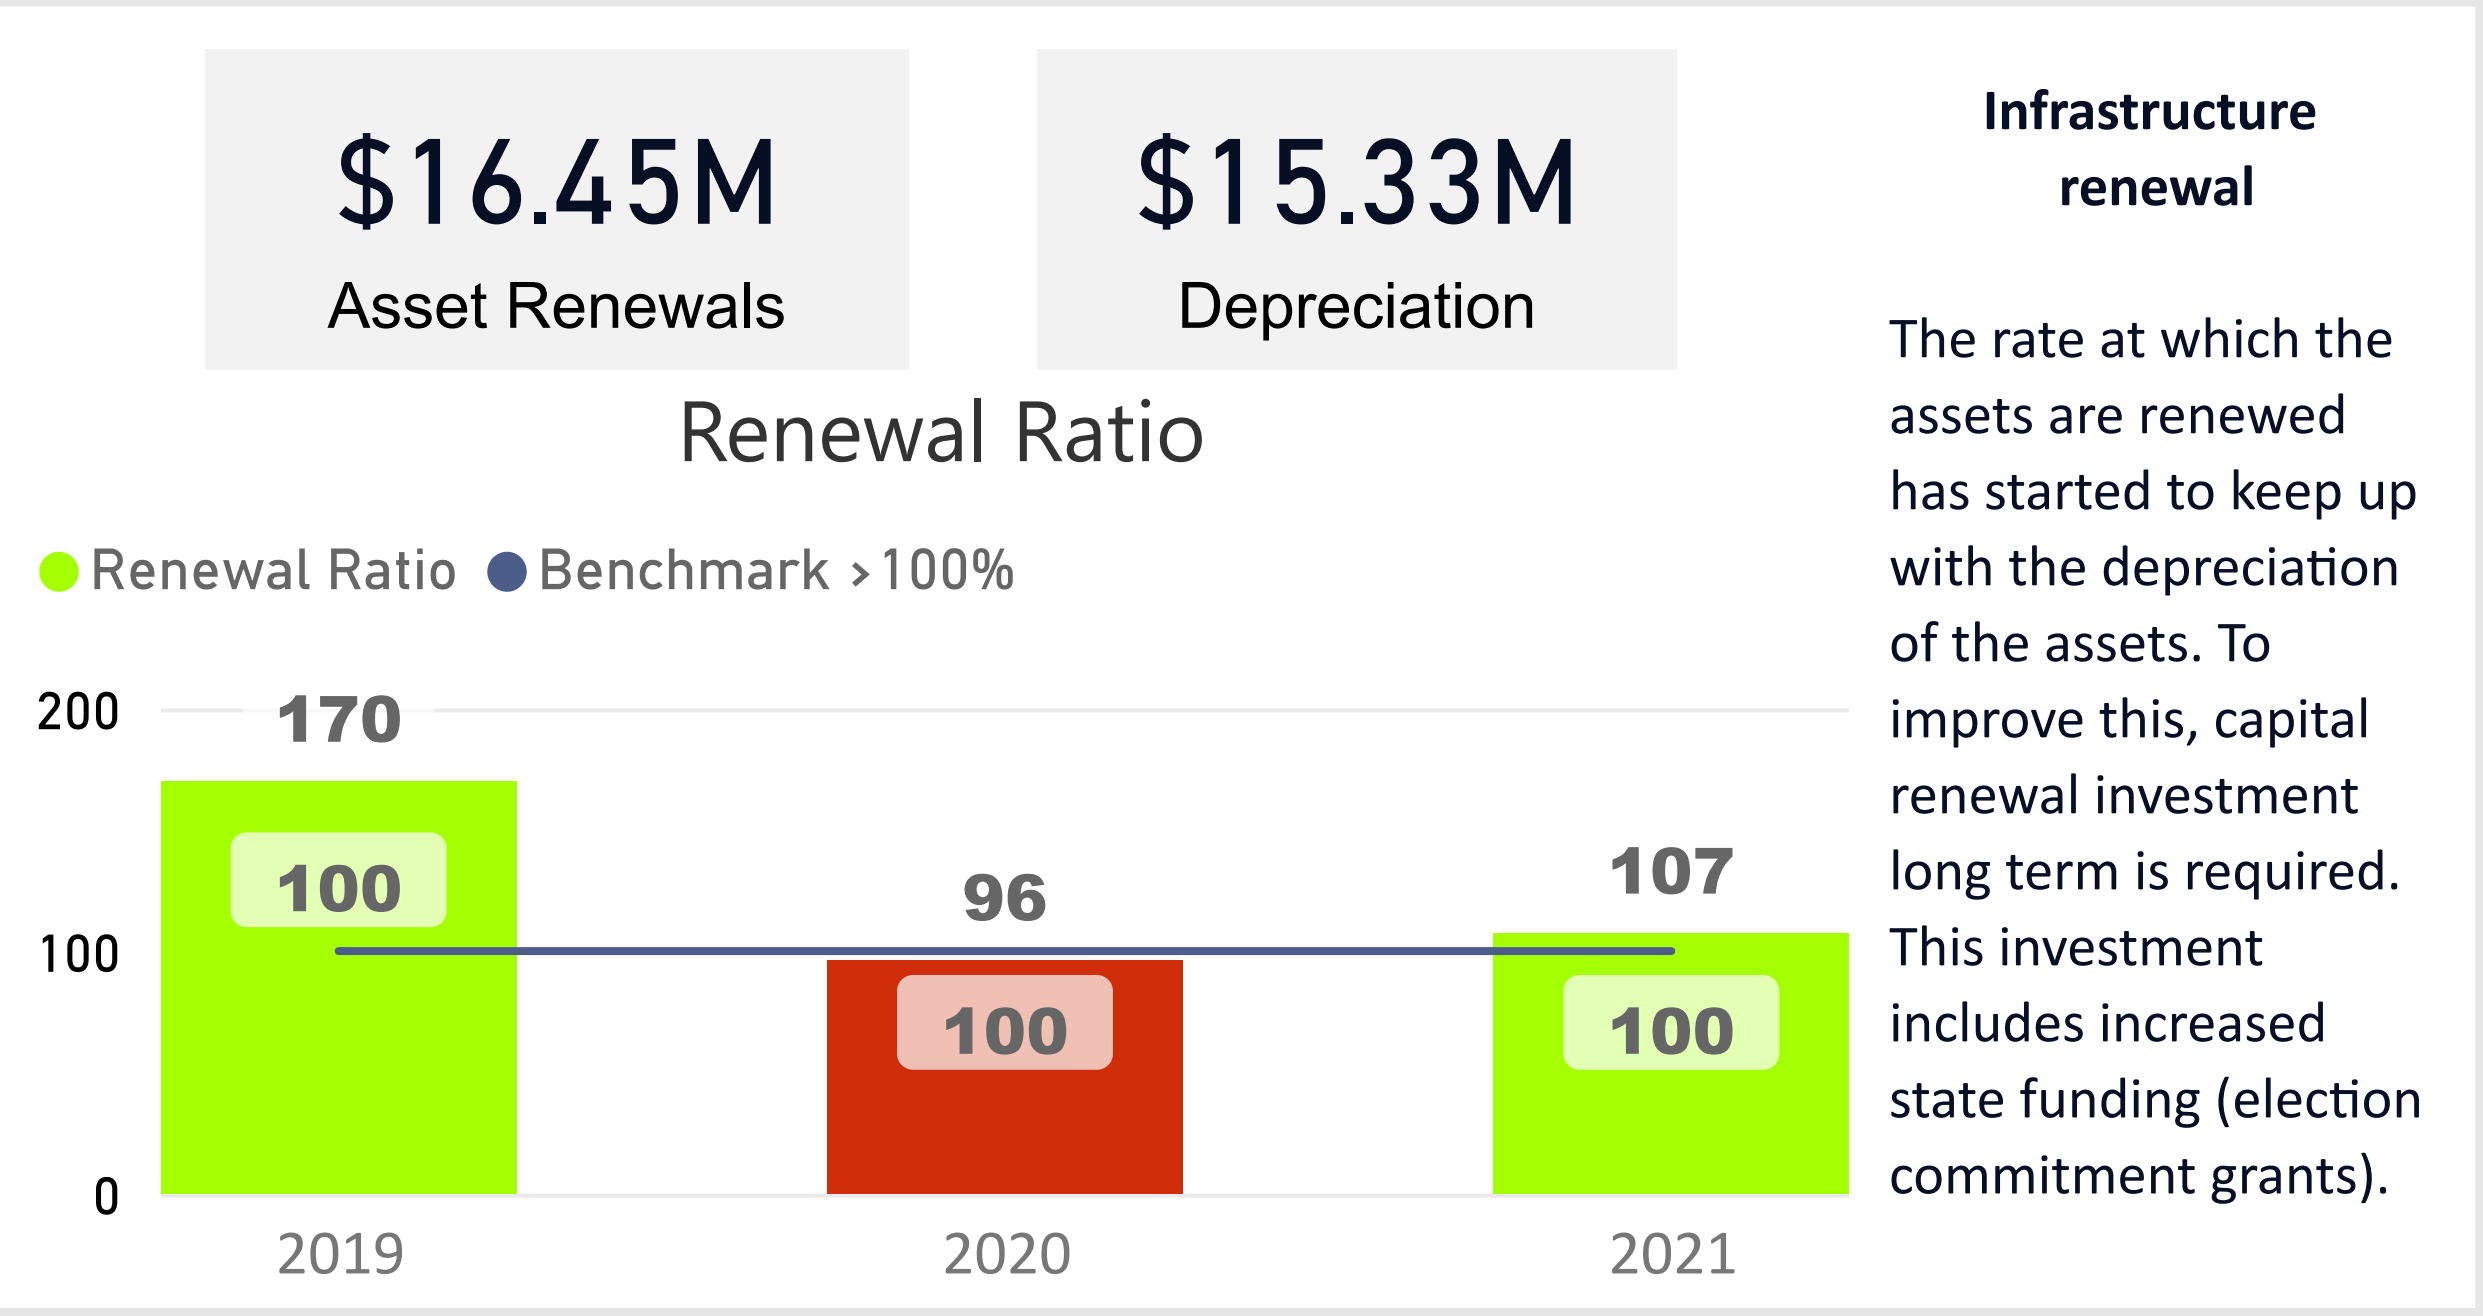 $16.45M
Asset Renewals
$15.33M
Depreciation
Renewal Ratio
Renewal Ratio Benchmark >100%
200
100
0
170
100
96
100
107
100
2019
2020
2021
Infrastructure
renewal
The rate at which the
assets are renewed
has started to keep up
with the depreciation
of the assets. To
improve this, capital
renewal investment
long term is required.
This investment
includes increased
state funding (election
commitment grants).